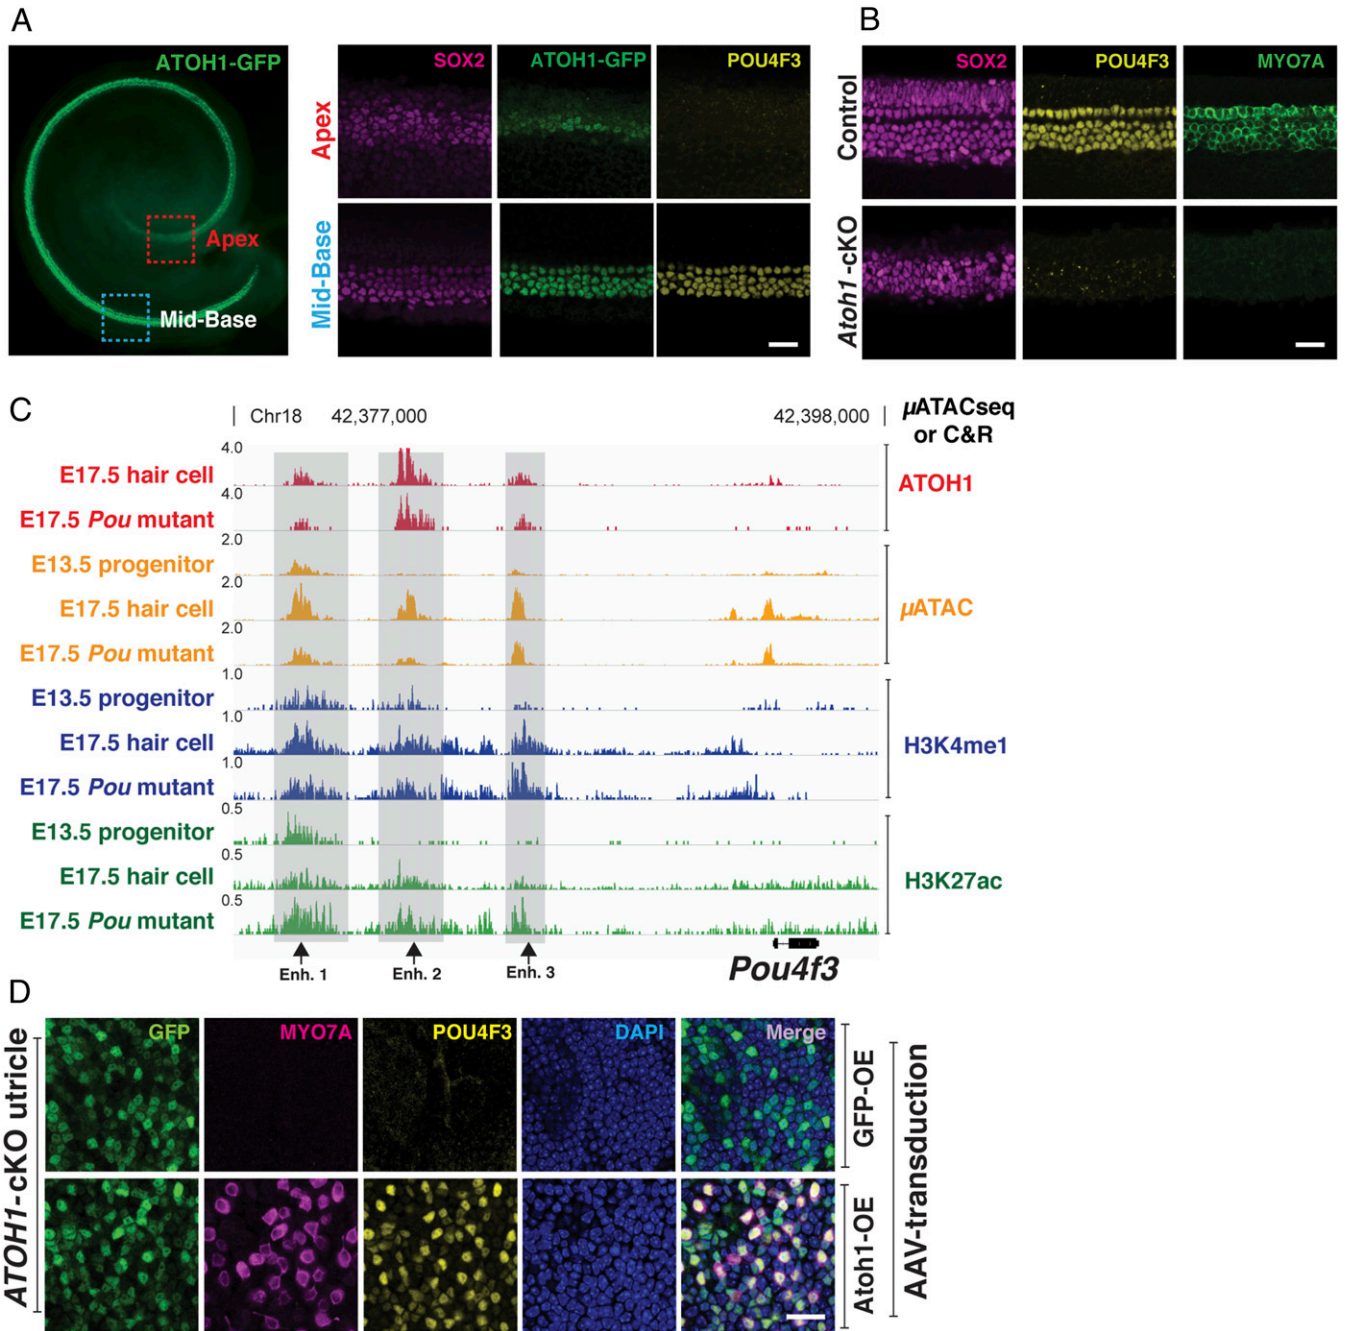 A
ATOH1-GFP
Apex
Mid-Base
Apex
Mid-Base
SOX2
ATOH1-GFP
POU4F3
B
Control
Atoh1 -cKO
SOX2
POU4F3
MYO7A
C
Chr18
42,377,000
42,398,000
µATACseq
or C&R
4.0
E17.5 hair cell
4.0
E17.5 Pou mutant
ATOH1
2.0
E13.5 progenitor
2.0
E17.5 hair cell
2.0
E17.5 Pou mutant
µATAC
1.0
E13.5 progenitor
1.0
E17.5 hair cell
1.0
E17.5 Pou mutant
H3K4me1
0.5
E13.5 progenitor
0.5
E17.5 hair cell
0.5
E17.5 Pou mutant
H3K27ac
Enh. 1
Enh. 2
Enh. 3
Pou4f3
D
ATOH1-cKO utricle
GFP
MYO7A
POU4F3
DAPI
Merge
GFP-OE
Atoh1-OE
AAV-transduction